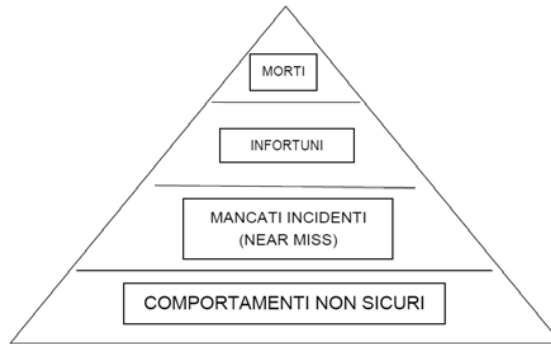 MORTI
INFORTUNI
MANCATI INCIDENTI
(NEAR MISS)
COMPORTAMENTI NON SICURI